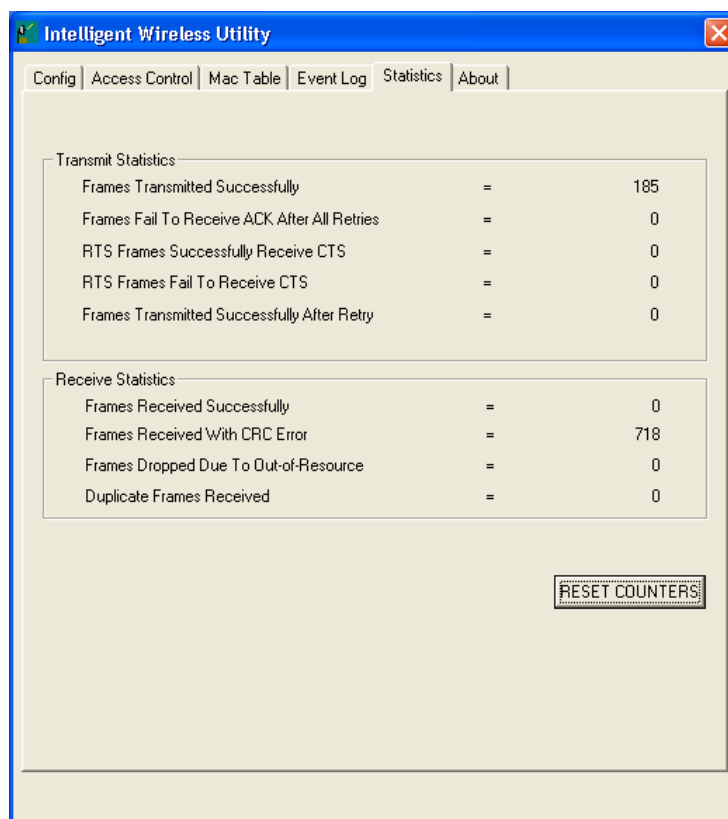 Intelligent Wireless Utility
Config Access Control Mac Table Event Log Statistics About
Transmit Statistics
Frames Transmitted Successfully = 185
Frames Fail To Receive ACK After All Retries = 0
RTS Frames Successfully Receive CTS = 0
RTS Frames Fail To Receive CTS = 0
Frames Transmitted Successfully After Retry = 0
Receive Statistics
Frames Received Successfully = 0
Frames Received With CRC Error = 718
Frames Dropped Due To Out-of-Resource = 0
Duplicate Frames Received = 0
RESET COUNTERS